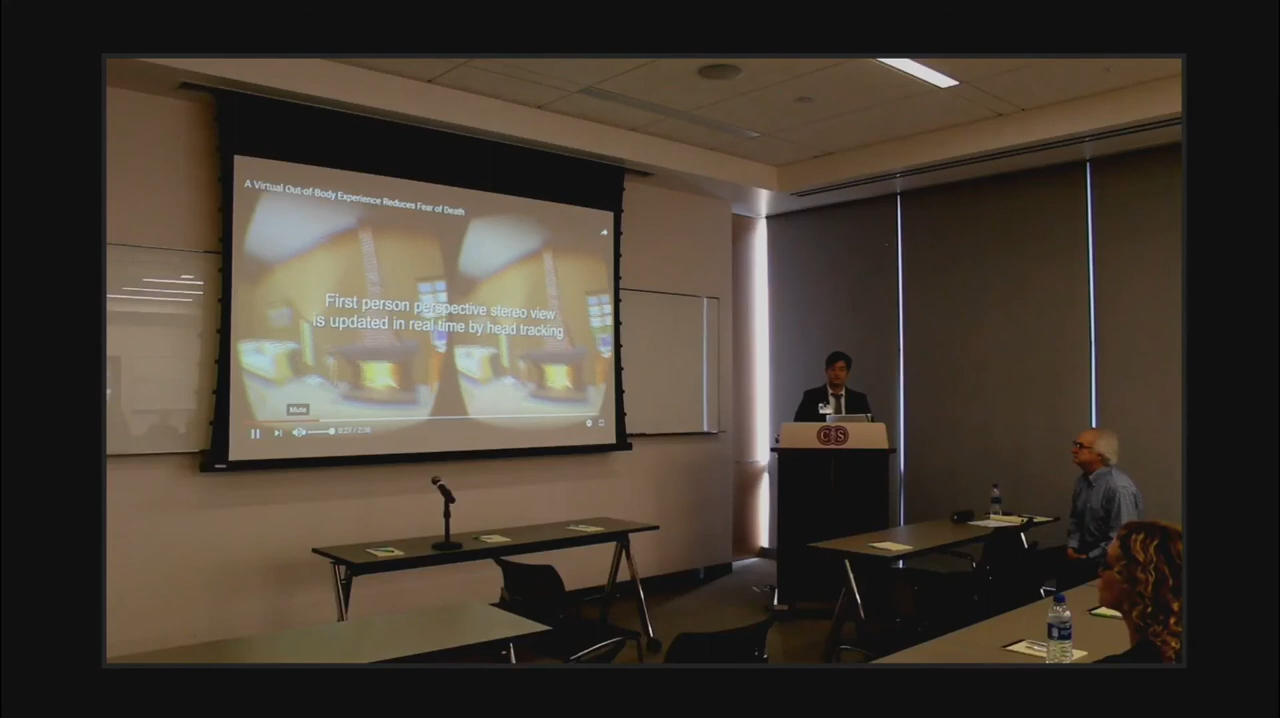 A Virtual Out-of-Body Experience Reduces Fear of Death
First person perspective stereo view
is updated in real time by head tracking
Mute